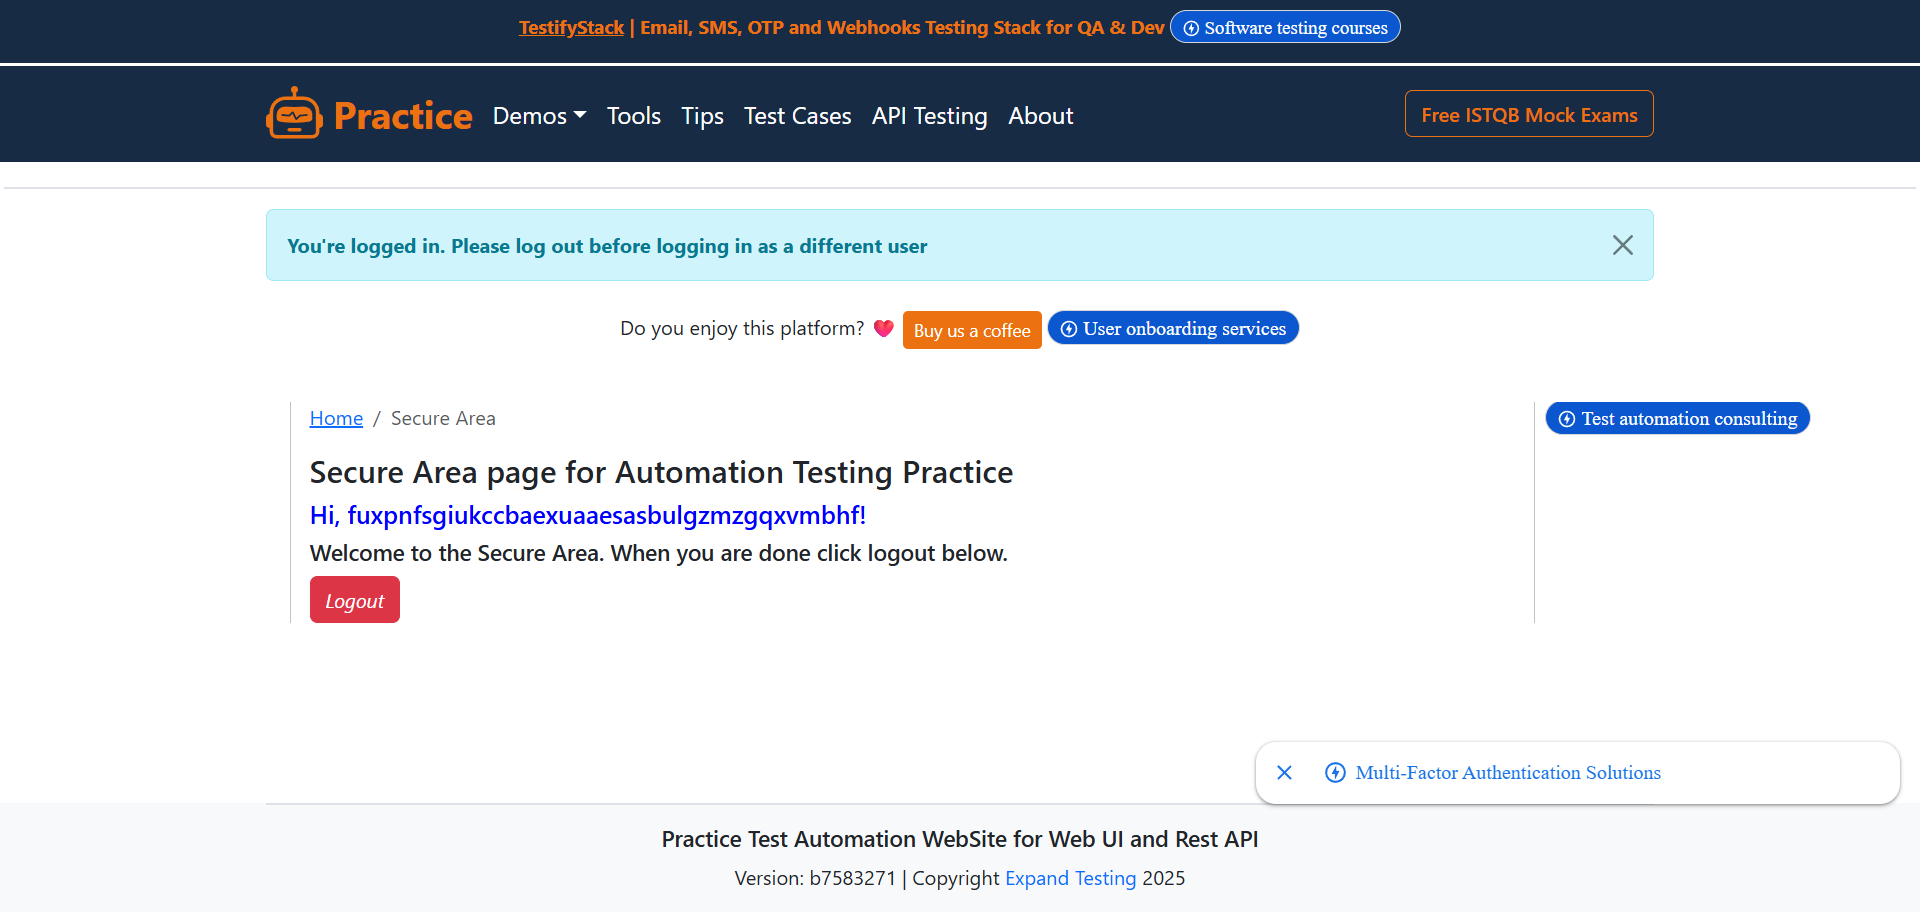 TestifyStack | Email, SMS, OTP and Webhooks Testing Stack for QA & Dev Software testing courses
Practice Demos Tools Tips Test Cases API Testing About Free ISTQB Mock Exams
You're logged in. Please log out before logging in as a different user
Do you enjoy this platform? Buy us a coffee User onboarding services
Home / Secure Area
Test automation consulting
Secure Area page for Automation Testing Practice
Hi, fuxpnfsgiukccbaexuaaesasbulgzmzgqxvmbhf!
Welcome to the Secure Area. When you are done click logout below.
Logout
Multi-Factor Authentication Solutions
Practice Test Automation WebSite for Web UI and Rest API
Version: b7583271 | Copyright Expand Testing 2025